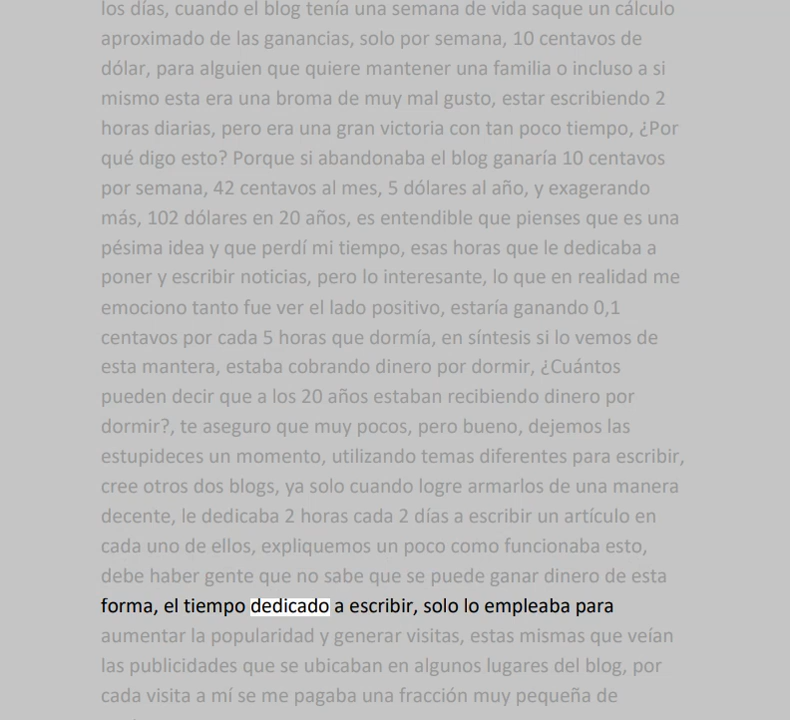 los días, cuando el blog tenía una semana de vida saque un cálculo
aproximado de las ganancias, solo por semana, 10 centavos de
dólar, para alguien que quiere mantener una familia o incluso a si
mismo esta era una broma de muy mal gusto, estar escribiendo 2
horas diarias, pero era una gran victoria con tan poco tiempo, ¿Por
qué digo esto? Porque si abandonaba el blog ganaría 10 centavos
por semana, 42 centavos al mes, 5 dólares al año, y exagerando
más, 102 dólares en 20 años, es entendible que pienses que es una
pésima idea y que perdí mi tiempo, esas horas que le dedicaba a
poner y escribir noticias, pero lo interesante, lo que en realidad me
emociono tanto fue ver el lado positivo, estaría ganando 0,1
centavos por cada 5 horas que dormía, en síntesis si lo vemos de
esta mantera, estaba cobrando dinero por dormir, ¿Cuántos
pueden decir que a los 20 años estaban recibiendo dinero por
dormir?, te aseguro que muy pocos, pero bueno, dejemos las
estupideces un momento, utilizando temas diferentes para escribir,
cree otros dos blogs, ya solo cuando logre armarlos de una manera
decente, le dedicaba 2 horas cada 2 días a escribir un artículo en
cada uno de ellos, expliquemos un poco como funcionaba esto,
debe haber gente que no sabe que se puede ganar dinero de esta
forma, el tiempo dedicado a escribir, solo lo empleaba para
aumentar la popularidad y generar visitas, estas mismas que veían
las publicidades que se ubicaban en algunos lugares del blog, por
cada visita a mí se me pagaba una fracción muy pequeña de